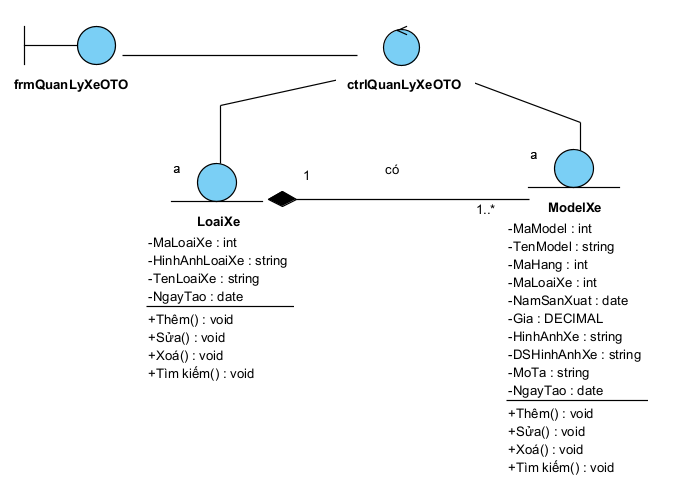 frmQuanLyXeOTO
ctrlQuanLyXeOTO
a
1
có
a
1..*
LoaiXe
-MaLoaiXe : int
-HinhAnhLoaiXe : string
-TenLoaiXe : string
-NgayTao : date
+Thêm() : void
+Sửa() : void
+Xoá() : void
+Tìm kiếm() : void
ModelXe
-MaModel : int
-TenModel : string
-MaHang : int
-MaLoaiXe : int
-NamSanXuat : date
-Gia : DECIMAL
-HinhAnhXe : string
-DSHinhAnhXe : string
-MoTa : string
-NgayTao : date
+Thêm() : void
+Sửa() : void
+Xoá() : void
+Tìm kiếm() : void